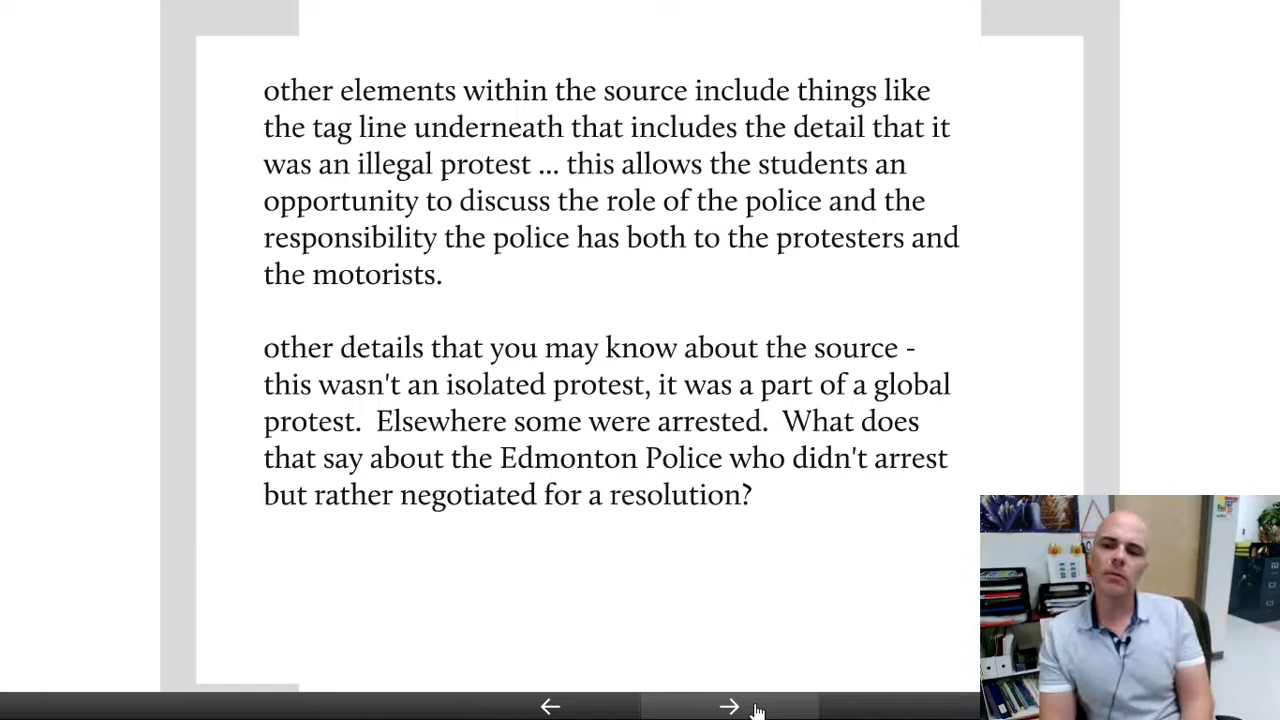 other elements within the source include things like
the tag line underneath that includes the detail that it
was an illegal protest ... this allows the students an
opportunity to discuss the role of the police and the
responsibility the police has both to the protesters and
the motorists.
other details that you may know about the source -
this wasn't an isolated protest, it was a part of a global
protest.  Elsewhere some were arrested.  What does
that say about the Edmonton Police who didn't arrest
but rather negotiated for a resolution?